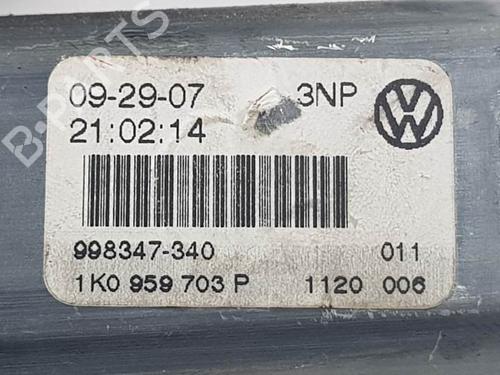 09-29-07 3NP
21:02:14
998347-340 011
1K0 959 703 P 1120 006
B-PARTS